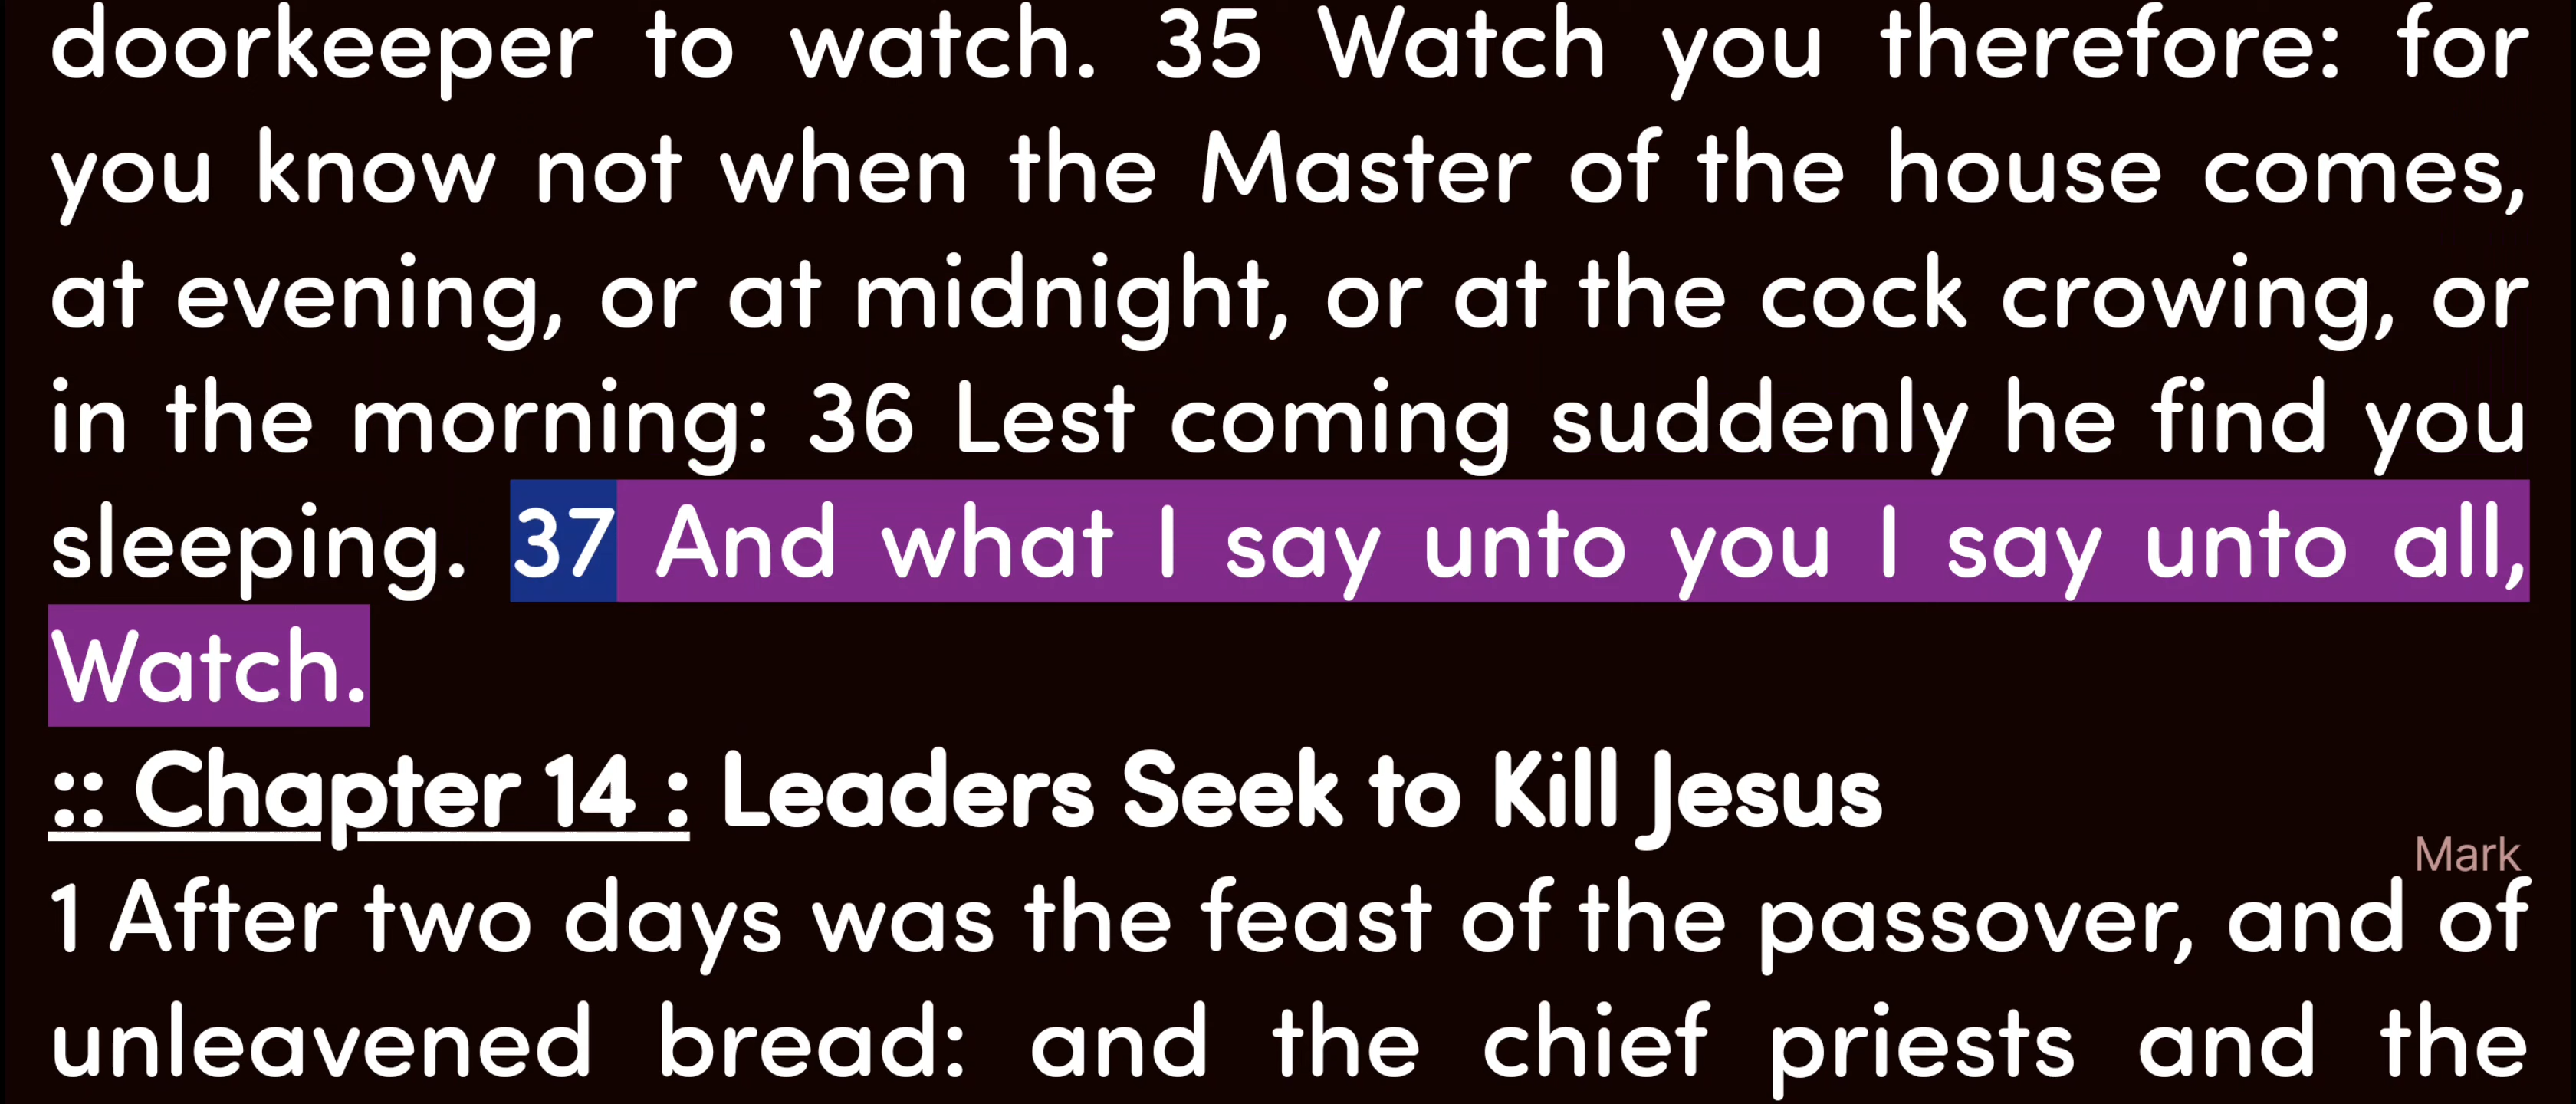 doorkeeper to watch. 35 Watch you therefore: for
you know not when the Master of the house comes,
at evening, or at midnight, or at the cock crowing, or
in the morning: 36 Lest coming suddenly he find you
sleeping. 37 And what I say unto you I say unto all,
Watch.
:: Chapter 14 : Leaders Seek to Kill Jesus
Mark
1 After two days was the feast of the passover, and of
unleavened bread: and the chief priests and the